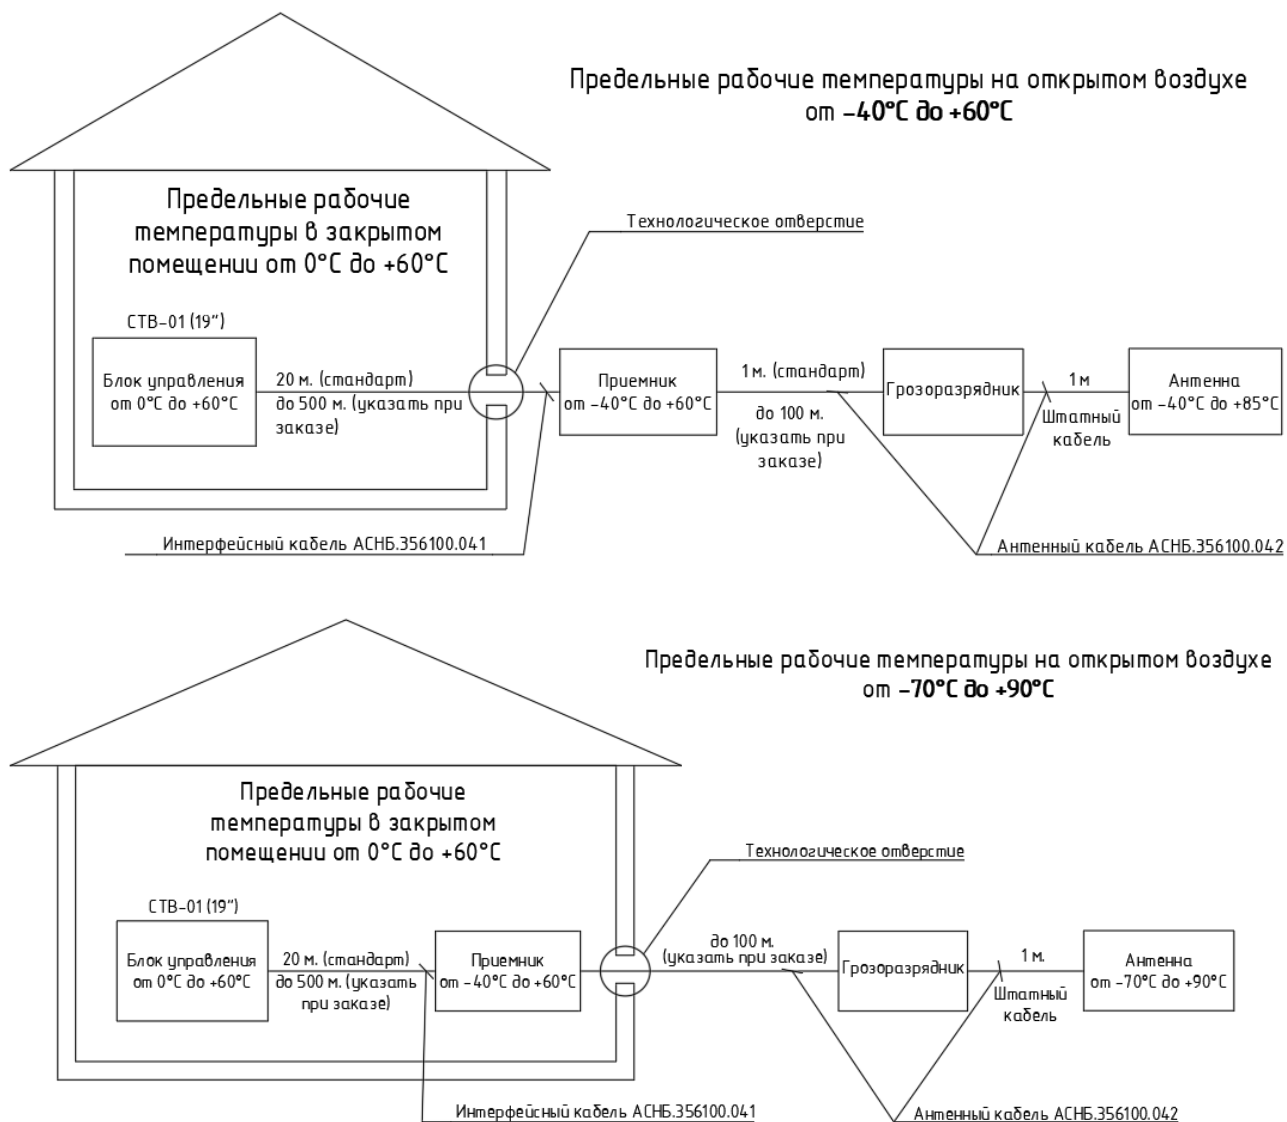 Предельные рабочие температуры на открытом воздухе
от -40°C до +60°C
Предельные рабочие
температуры в закрытом
помещении от 0°C до +60°C
Технологическое отверстие
СТВ-01 (19")
Блок управления
от 0°C до +60°C
20 м. (стандарт)
до 500 м. (указать при
заказе)
Приемник
от -40°C до +60°C
1 м. (стандарт)
до 100 м.
(указать при
заказе)
Грозоразрядник
1 м
Штатный
кабель
Антенна
от -40°C до +85°C
Интерфейсный кабель АСНБ.356100.041
Антенный кабель АСНБ.356100.042
Предельные рабочие температуры на открытом воздухе
от -70°C до +90°C
Предельные рабочие
температуры в закрытом
помещении от 0°C до +60°C
Технологическое отверстие
СТВ-01 (19")
Блок управления
от 0°C до +60°C
20 м. (стандарт)
до 500 м. (указать
при заказе)
Приемник
от -40°C до +60°C
до 100 м.
(указать при заказе)
Грозоразрядник
1 м.
Штатный
кабель
Антенна
от -70°C до +90°C
Интерфейсный кабель АСНБ.356100.041
Антенный кабель АСНБ.356100.042